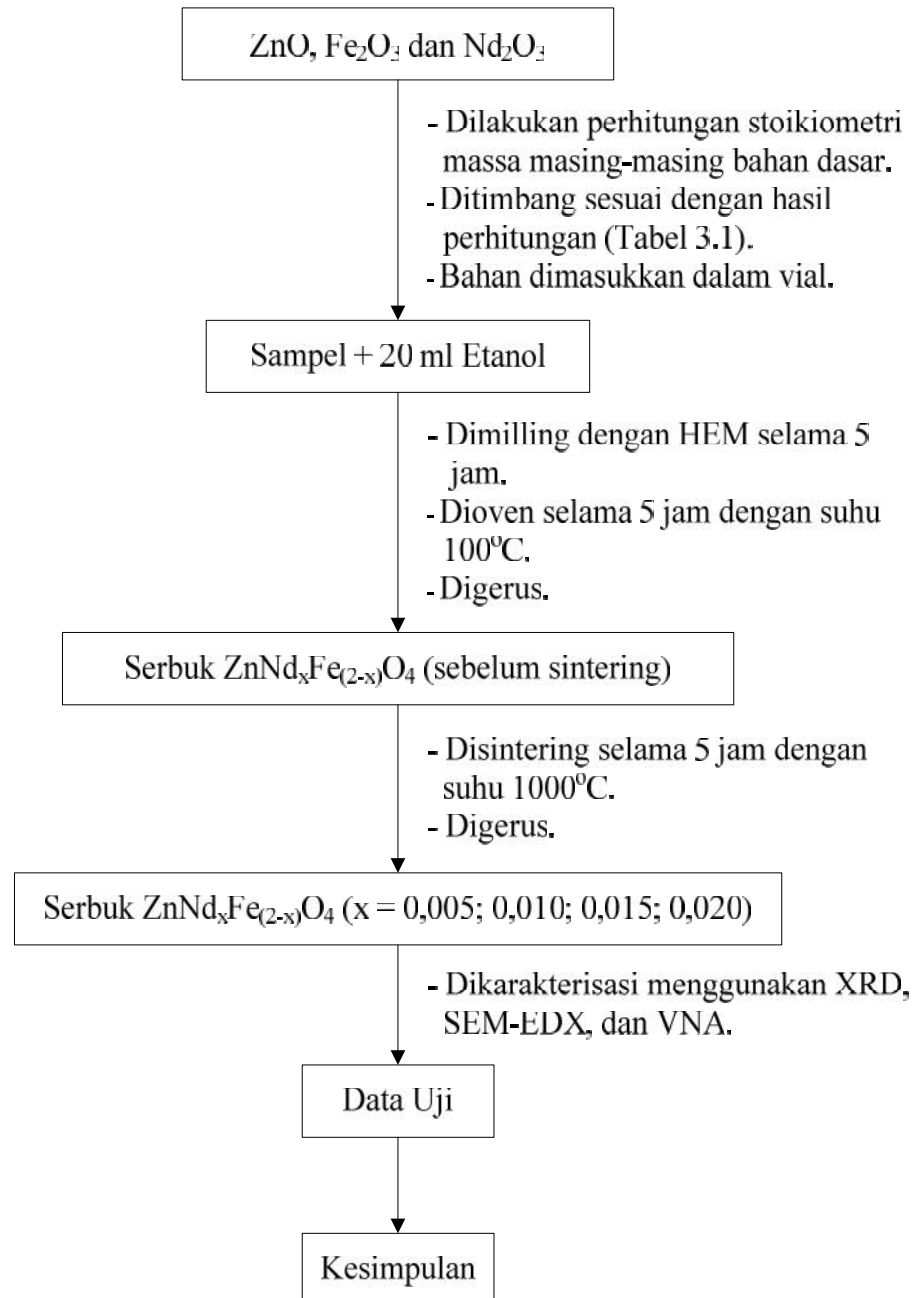 ZnO, Fe₂O₃ dan Nd₂O₃
- Dilakukan perhitungan stoikiometri
massa masing-masing bahan dasar.
- Ditimbang sesuai dengan hasil
perhitungan (Tabel 3.1).
- Bahan dimasukkan dalam vial.
Sampel + 20 ml Etanol
- Dimilling dengan HEM selama 5
jam.
- Dioven selama 5 jam dengan suhu
100°C.
- Digerus.
Serbuk ZnNdₓFe₍₂₋ₓ₎O₄ (sebelum sintering)
- Disintering selama 5 jam dengan
suhu 1000°C.
- Digerus.
Serbuk ZnNdₓFe₍₂₋ₓ₎O₄ (x = 0,005; 0,010; 0,015; 0,020)
- Dikarakterisasi menggunakan XRD,
SEM-EDX, dan VNA.
Data Uji
Kesimpulan